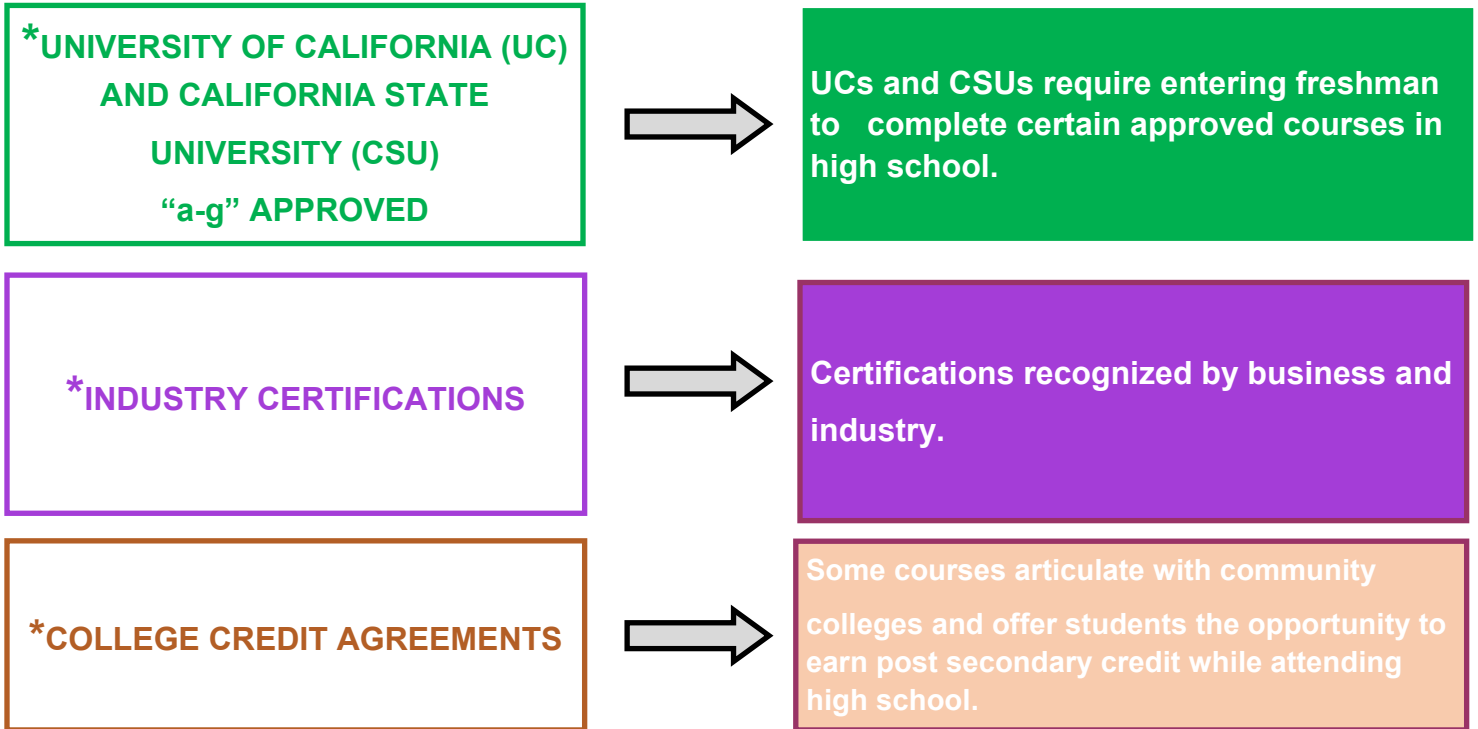 *UNIVERSITY OF CALIFORNIA (UC)
AND CALIFORNIA STATE
UNIVERSITY (CSU)
“a-g” APPROVED
UCs and CSUs require entering freshman
to complete certain approved courses in
high school.
*INDUSTRY CERTIFICATIONS
Certifications recognized by business and
industry.
*COLLEGE CREDIT AGREEMENTS
Some courses articulate with community
colleges and offer students the opportunity to
earn post secondary credit while attending
high school.